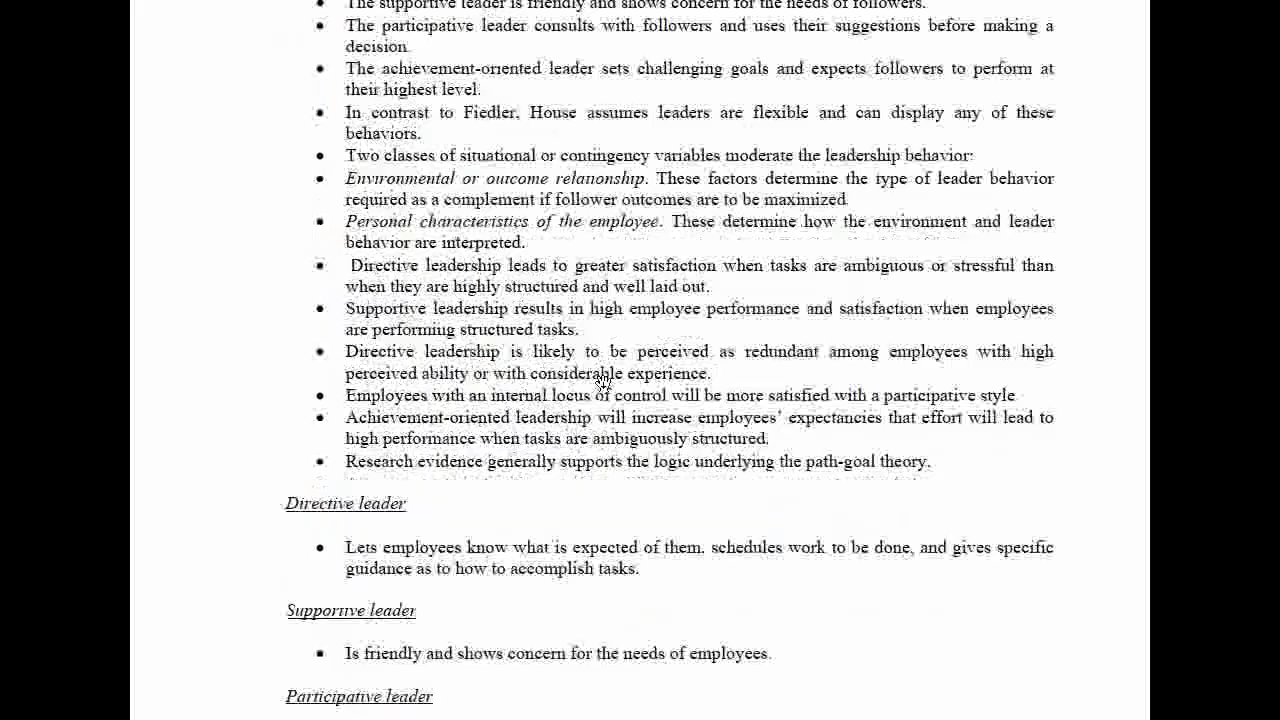 The supportive leader is friendly and shows concern for the needs of followers.
The participative leader consults with followers and uses their suggestions before making a
decision.
The achievement-oriented leader sets challenging goals and expects followers to perform at
their highest level.
In contrast to Fiedler, House assumes leaders are flexible and can display any of these
behaviors.
Two classes of situational or contingency variables moderate the leadership behavior:
Environmental or outcome relationship. These factors determine the type of leader behavior
required as a complement if follower outcomes are to be maximized.
Personal characteristics of the employee. These determine how the environment and leader
behavior are interpreted.
Directive leadership leads to greater satisfaction when tasks are ambiguous or stressful than
when they are highly structured and well laid out.
Supportive leadership results in high employee performance and satisfaction when employees
are performing structured tasks.
Directive leadership is likely to be perceived as redundant among employees with high
perceived ability or with considerable experience.
Employees with an internal locus of control will be more satisfied with a participative style
Achievement-oriented leadership will increase employees’ expectancies that effort will lead to
high performance when tasks are ambiguously structured.
Research evidence generally supports the logic underlying the path-goal theory.
Directive leader
Lets employees know what is expected of them, schedules work to be done, and gives specific
guidance as to how to accomplish tasks.
Supportive leader
Is friendly and shows concern for the needs of employees.
Participative leader